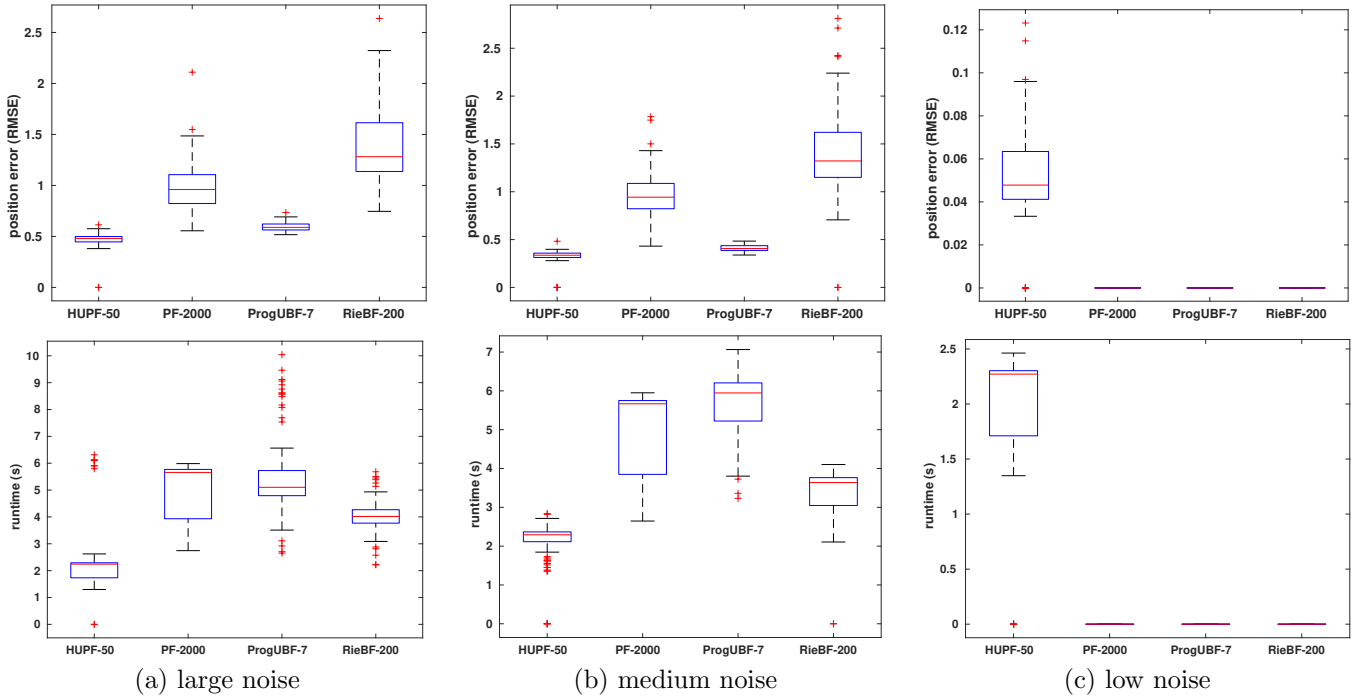 position error (RMSE)
2.5
2
1.5
1
0.5
0
HUPF-50 PF-2000 ProgUBF-7 RieBF-200
position error (RMSE)
2.5
2
1.5
1
0.5
0
HUPF-50 PF-2000 ProgUBF-7 RieBF-200
position error (RMSE)
0.12
0.1
0.08
0.06
0.04
0.02
0
HUPF-50 PF-2000 ProgUBF-7 RieBF-200
runtime (s)
10
9
8
7
6
5
4
3
2
1
0
HUPF-50 PF-2000 ProgUBF-7 RieBF-200
(a) large noise
runtime (s)
7
6
5
4
3
2
1
0
HUPF-50 PF-2000 ProgUBF-7 RieBF-200
(b) medium noise
runtime (s)
2.5
2
1.5
1
0.5
0
HUPF-50 PF-2000 ProgUBF-7 RieBF-200
(c) low noise